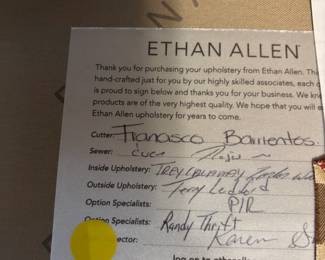 ETHAN ALLEN
Thank you for purchasing your upholstery from Ethan Allen. Th
hand-crafted just for you by our highly skilled associates, each
is proud to sign below and thanks you for your business. We kn
products are of the very highest quality. We hope that you will e
Ethan Allen upholstery for years to come.
Cutter: Francisco Barrientos
Sewer:
Inside Upholstery:
Outside Upholstery: Terry
Option Specialists: PIR
Option Specialists: Randy Thrift
ector: Karen